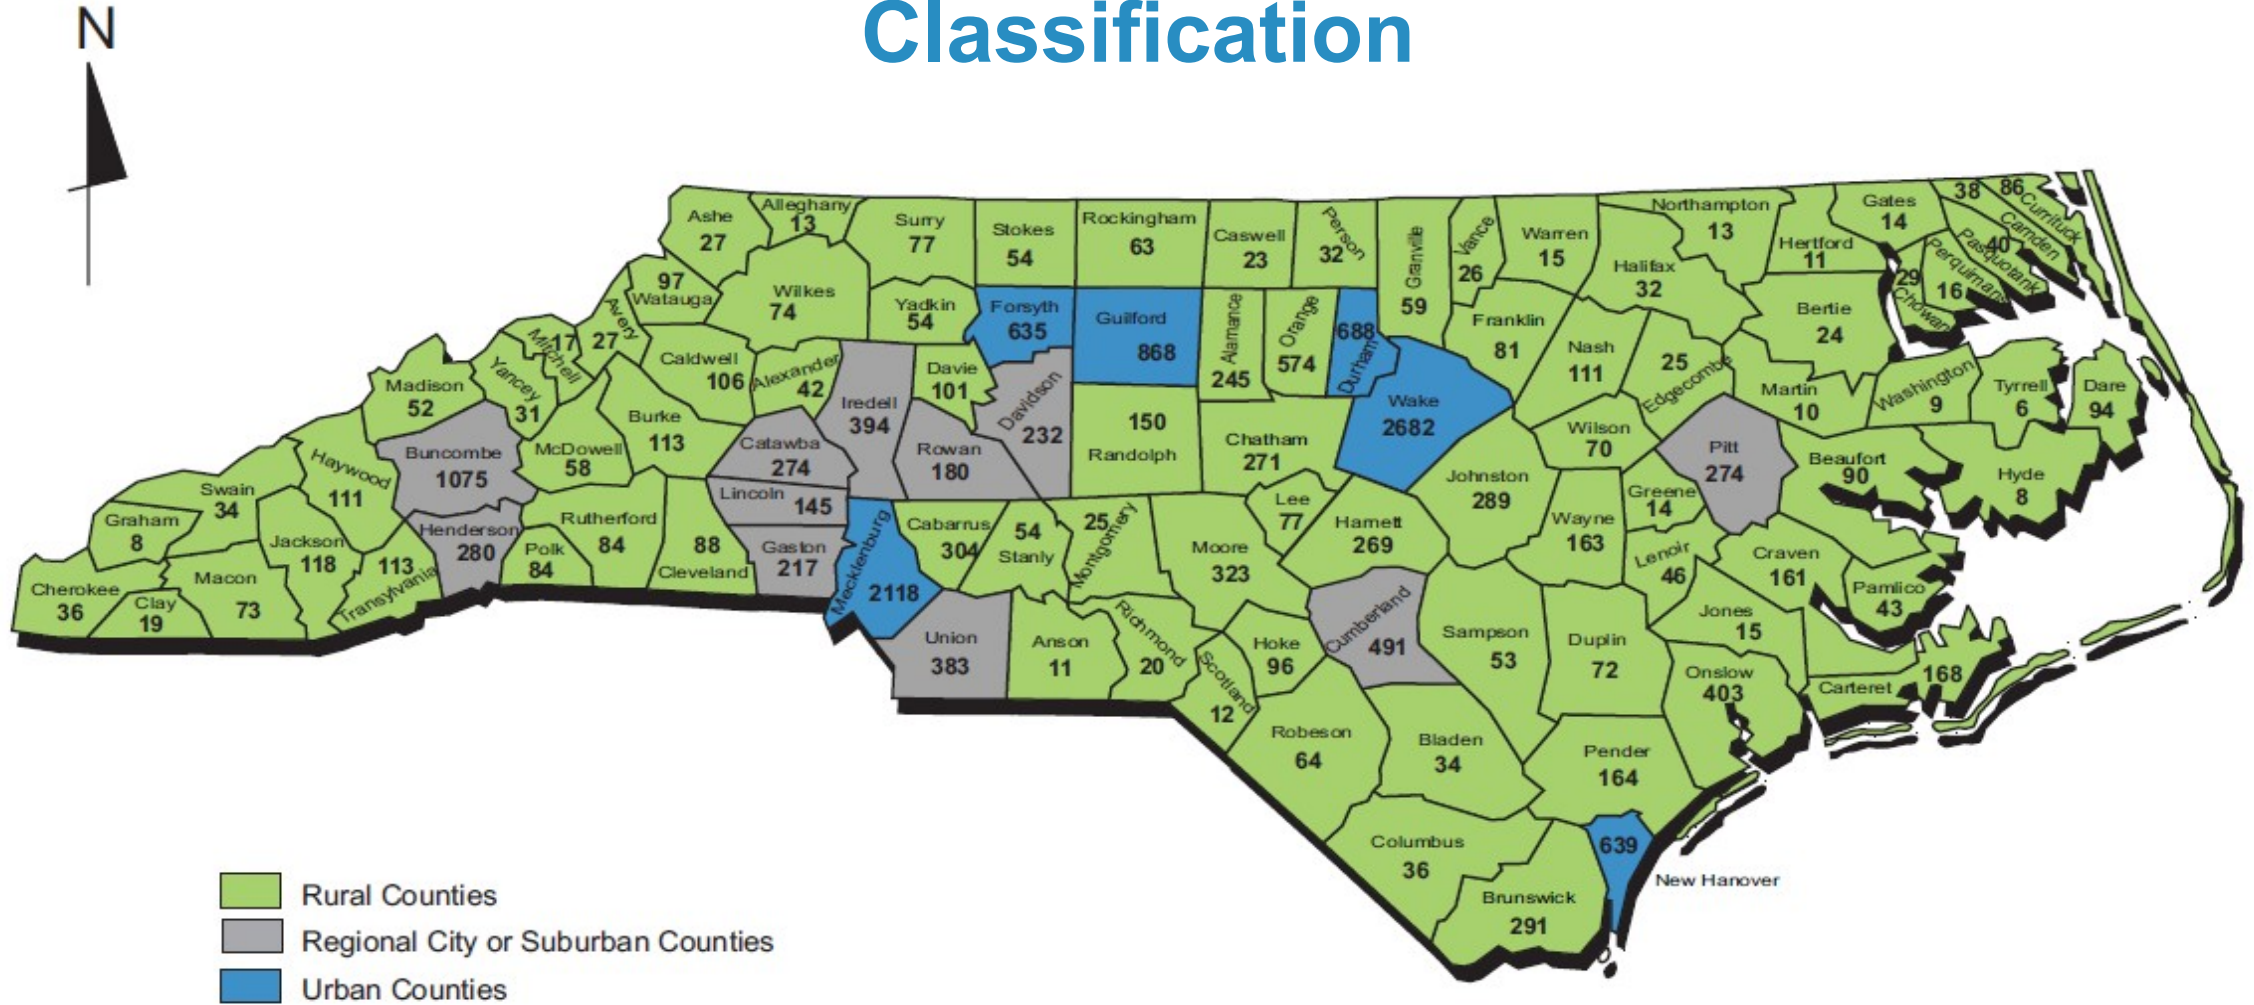 Classification
N
Ashe
27
Alleghany
13
Surry
77
Stokes
54
Rockingham
63
Caswell
23
Person
32
Granville
59
Vance
26
Warren
15
Northampton
13
Halifax
32
Hertford
11
Gates
14
38
Camden
86
Currituck
40
Pasquotank
Perquimans
16
29
Chowan
97
Watauga
Wilkes
74
Yadkin
54
Forsyth
635
Guilford
868
Alamance
245
Orange
574
688
Durham
Franklin
81
Nash
111
25
Edgecombe
Bertie
24
Martin
10
Washington
9
Tyrrell
6
Dare
94
Avery
27
17
Mitchell
Yancey
31
Madison
52
Caldwell
106
Alexander
42
Iredell
394
Davie
101
Davidson
232
150
Randolph
Chatham
271
Wake
2682
Johnston
289
Wilson
70
Pitt
274
Beaufort
90
Hyde
8
Buncombe
1075
McDowell
58
Burke
113
Catawba
274
Rowan
180
Lincoln
145
Haywood
111
Swain
34
Graham
8
Cherokee
36
Clay
19
Macon
73
Jackson
118
113
Transylvania
Henderson
280
Polk
84
Rutherford
84
88
Cleveland
Gaston
217
Mecklenburg
2118
Cabarrus
304
54
Stanly
25
Montgomery
Moore
323
Lee
77
Harnett
269
Wayne
163
Greene
14
Lenoir
46
Craven
161
Pamlico
43
Jones
15
Union
383
Anson
11
Richmond
20
Scotland
12
Hoke
96
Cumberland
491
Sampson
53
Duplin
72
Onslow
403
Carteret
168
Robeson
64
Bladen
34
Pender
164
Columbus
36
Brunswick
291
639
New Hanover
Rural Counties
Regional City or Suburban Counties
Urban Counties